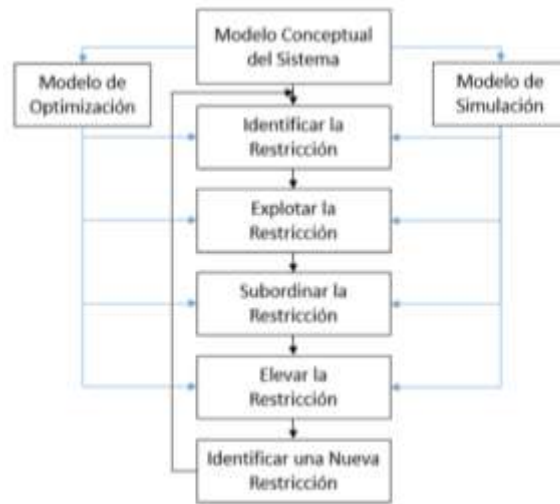 Modelo Conceptual
del Sistema
Modelo de
Optimización
Modelo de
Simulación
Identificar la
Restricción
Explotar la
Restricción
Subordinar la
Restricción
Elevar la
Restricción
Identificar una Nueva
Restricción